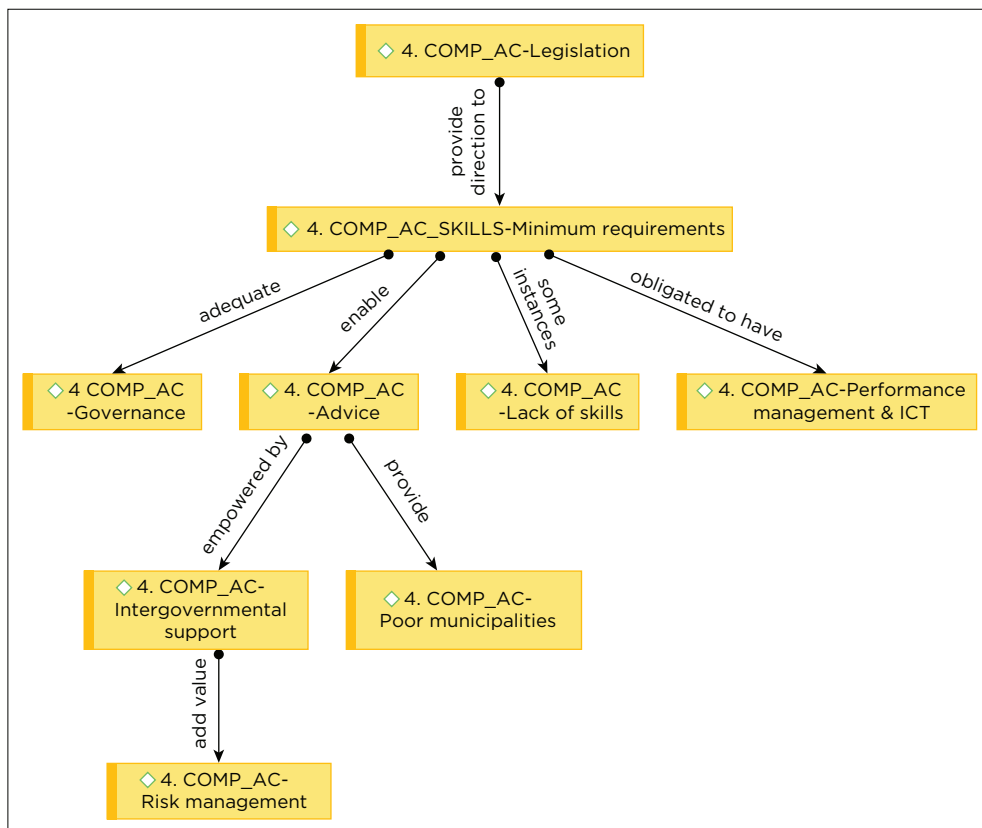 4. COMP_AC-Legislation
provide
direction to
4. COMP_AC_SKILLS-Minimum requirements
adequate
enable
some
instances
obligated to have
4 COMP_AC
-Governance
4. COMP_AC
-Advice
4. COMP_AC
-Lack of skills
4. COMP_AC-Performance
management & ICT
empowered by
provide
4. COMP_AC-
Intergovernmental
support
4. COMP_AC-
Poor municipalities
add value
4. COMP_AC-
Risk management